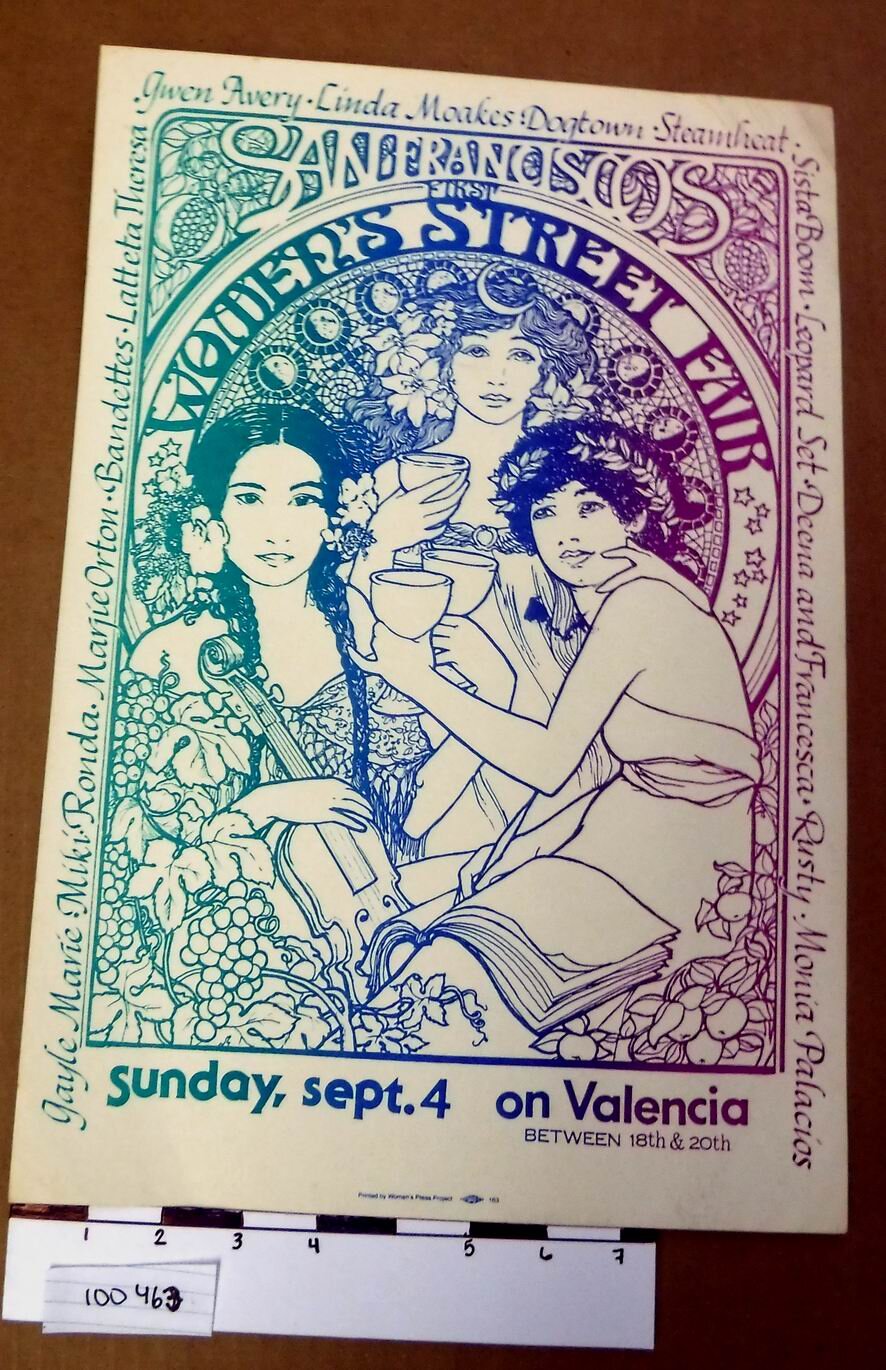 Gwen Avery · Linda Moakes · Dogtown · Steamheat ·
Sista Boom · Leopard Set · Deena and Francesca · Rusty · Monica Palacios
Gayle Marie · Miki · Ronda · Marjie Orton · Bandettes · Latteta Theresa
SAN FRANCISCO'S
FIRST
WOMEN'S STREET FAIR
sunday, sept. 4 on Valencia
BETWEEN 18th & 20th
Printed by Women's Press Project 163
1 2 3 4 5 6 7
100463